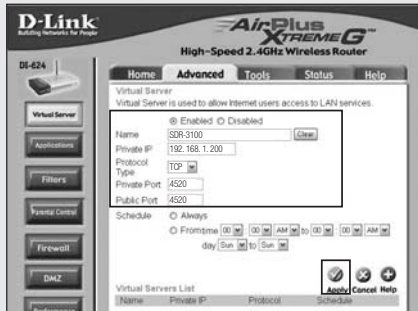 D-Link
Building Networks for People
AirPlus
XTREME G
High-Speed 2.4GHz Wireless Router
DI-624
Home Advanced Tools Status Help
Virtual Server
Virtual Server is used to allow Internet users access to LAN services.
Enabled Disabled
Name SDR-3100 Clear
Private IP 192.168.1.200
Protocol Type TCP
Private Port 4520
Public Port 4520
Schedule Always
From time 00 : 00 AM to 00 : 00 AM
day Sun to Sun
Apply Cancel Help
Virtual Servers List
Name Private IP Protocol Schedule
Virtual Server
Applications
Filters
Parental Control
Firewall
DMZ